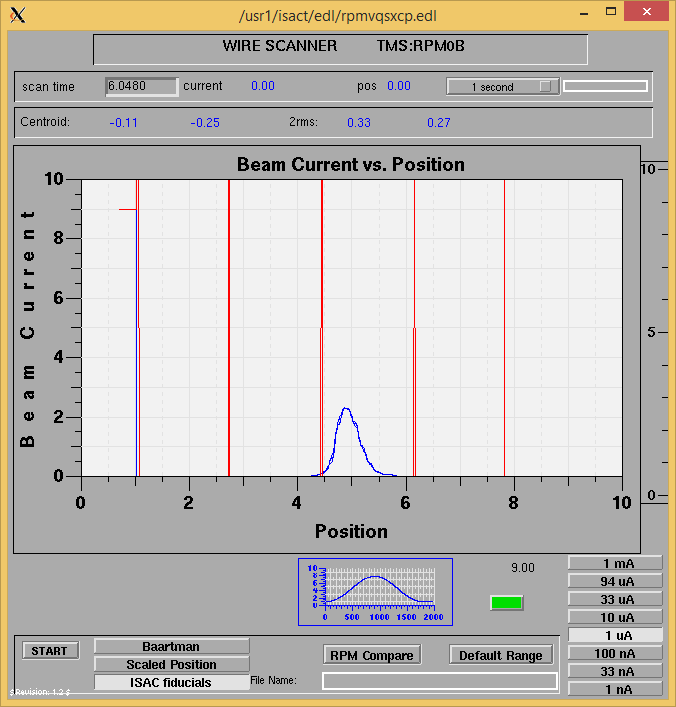 /usr1/isact/edl/rpmvqsxcp.edl
WIRE SCANNER TMS:RPM0B
scan time 6.0480 current 0.00 pos 0.00 1 second
Centroid: -0.11 -0.25 2rms: 0.33 0.27
Beam Current vs. Position
10
8
6
4
2
0
Beam Current
0 2 4 6 8 10
Position
10
5
0
10
8
6
4
2
0
0 500 1000 1500 2000
9.00
1 mA
94 uA
33 uA
10 uA
1 uA
100 nA
33 nA
1 nA
START
Baartman
Scaled Position
ISAC fiducials
RPM Compare
Default Range
File Name:
$Revision: 1.2 $